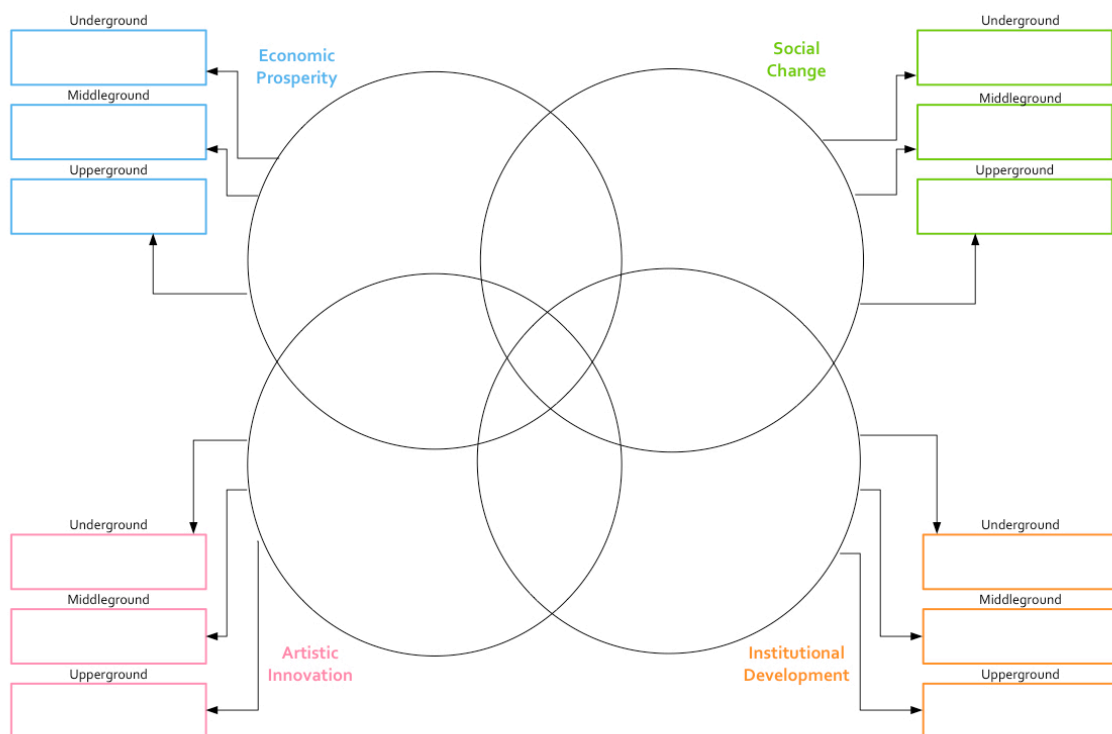 Underground
Middleground
Upperground
Economic
Prosperity
Social
Change
Underground
Middleground
Upperground
Underground
Middleground
Upperground
Artistic
Innovation
Institutional
Development
Underground
Middleground
Upperground